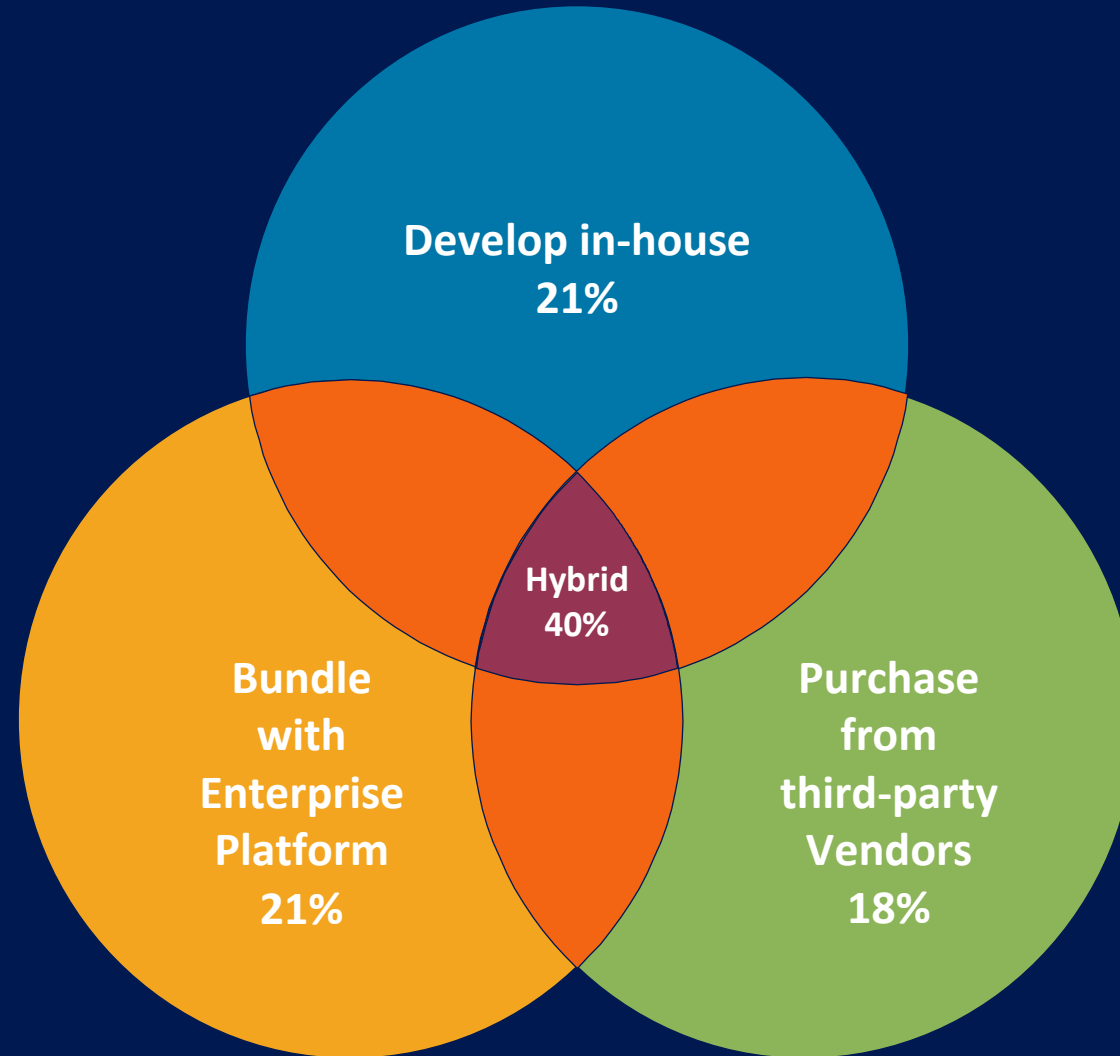 Develop in-house
21%
Hybrid
40%
Bundle
with
Enterprise
Platform
21%
Purchase
from
third-party
Vendors
18%